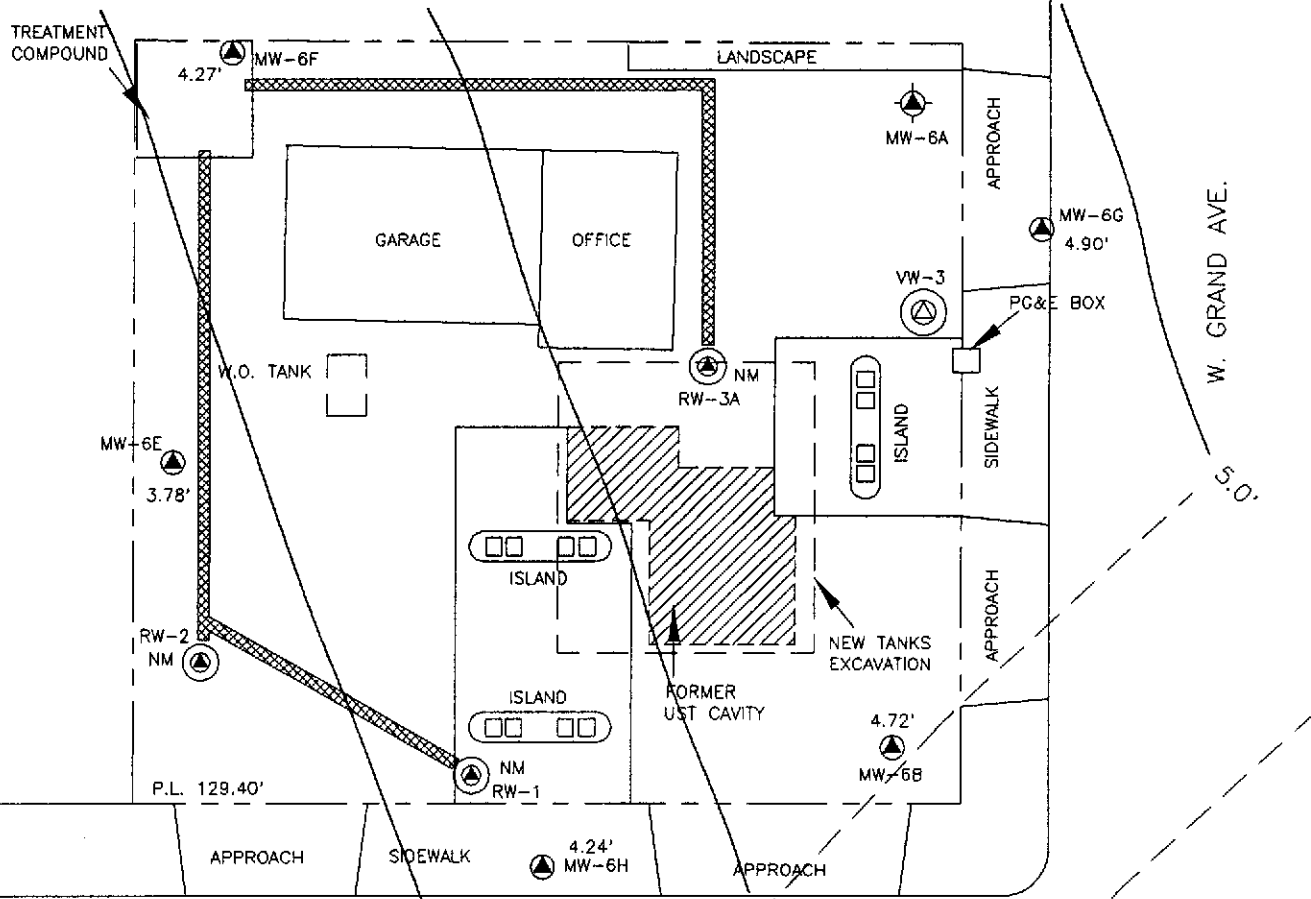 TREATMENT
COMPOUND
MW-6F
4.27'
LANDSCAPE
MW-6A
APPROACH
MW-6G
4.90'
W. GRAND AVE.
GARAGE
OFFICE
VW-3
PG&E BOX
W.O. TANK
NM
RW-3A
ISLAND
SIDEWALK
MW-6E
3.78'
5.0'
ISLAND
APPROACH
RW-2
NM
NEW TANKS
EXCAVATION
ISLAND
FORMER
UST CAVITY
4.72'
MW-6B
NM
RW-1
P.L. 129.40'
APPROACH
SIDEWALK
4.24'
MW-6H
APPROACH